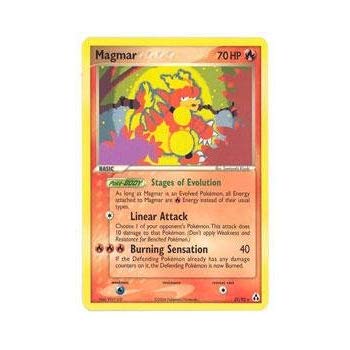 Magmar 70 HP
BASIC
Poké-BODY Stages of Evolution
As long as Magmar is an Evolved Pokémon, all Energy
attached to Magmar are Energy instead of their usual
types.
Linear Attack
Choose 1 of your opponent's Pokémon. This attack does
10 damage to that Pokémon. (Don't apply Weakness and
Resistance for Benched Pokémon.)
Burning Sensation 40
If the Defending Pokémon already has any damage
counters on it, the Defending Pokémon is now Burned.
weakness resistance retreat cost